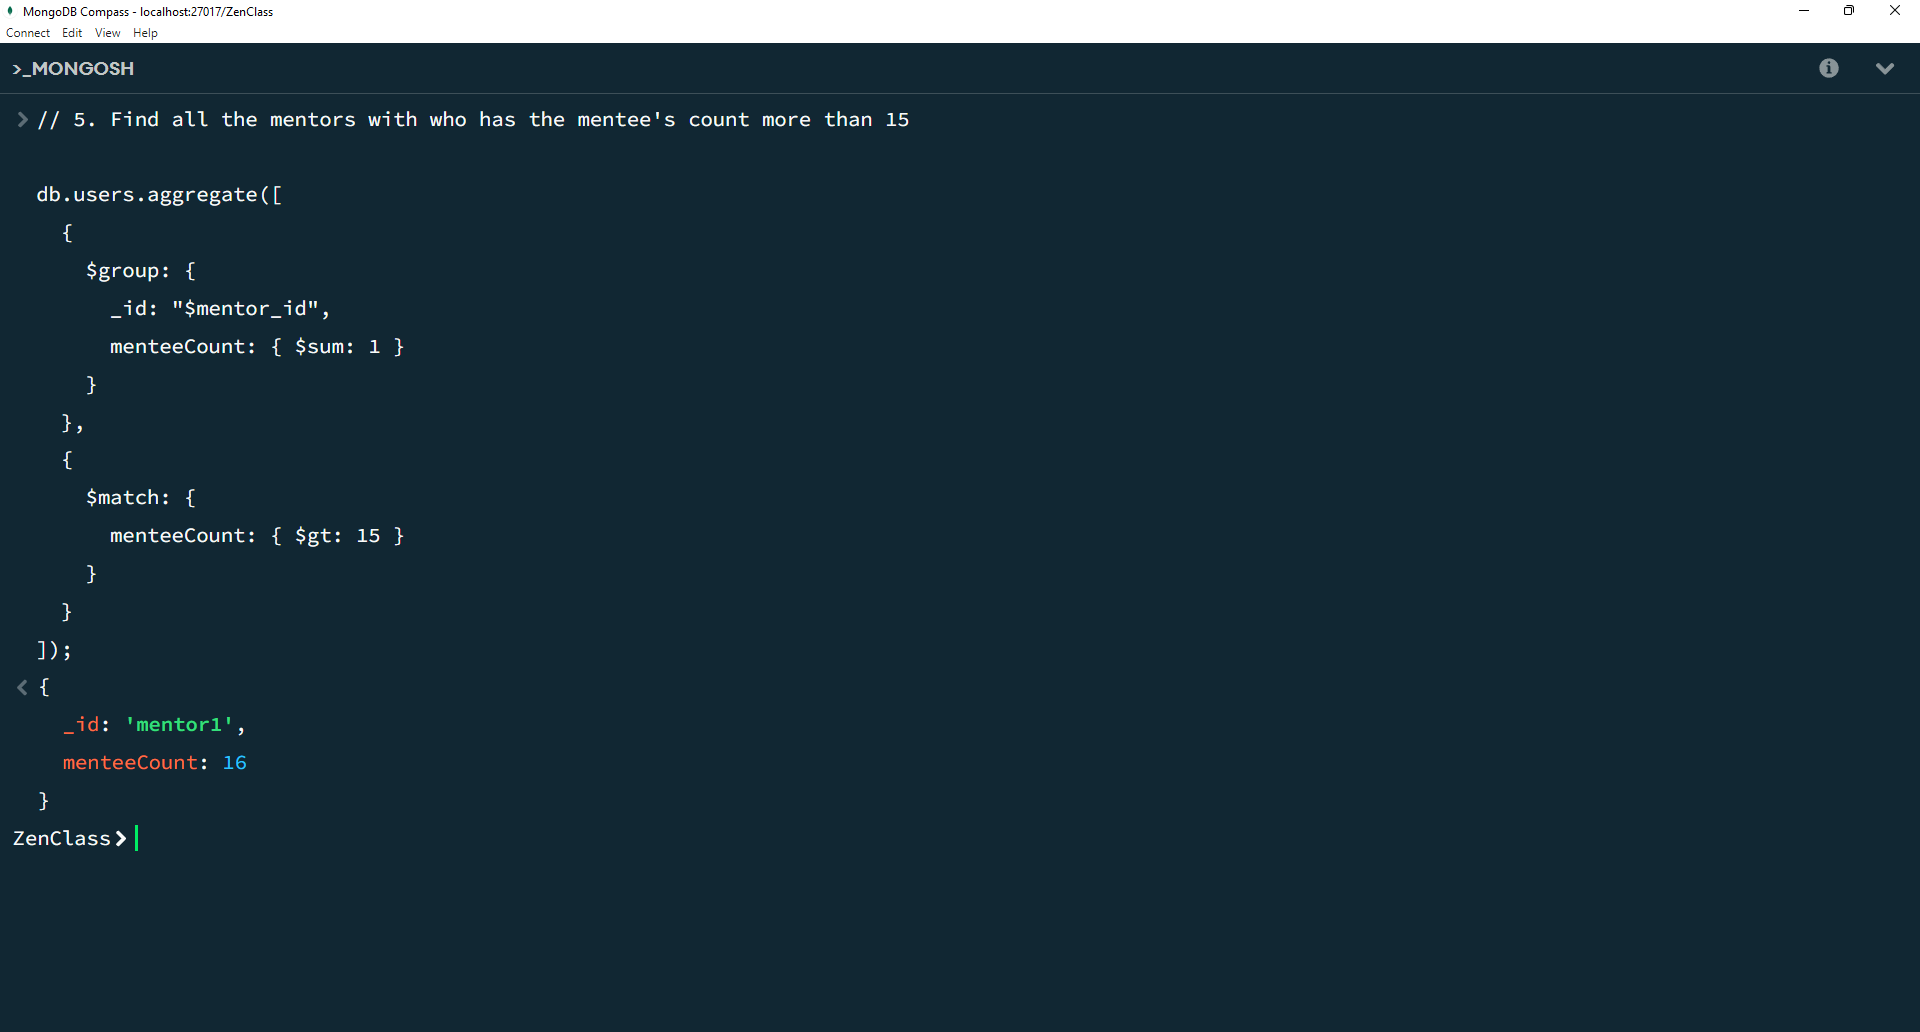 MongoDB Compass - localhost:27017/ZenClass
Connect Edit View Help
>_MONGOSH
> // 5. Find all the mentors with who has the mentee's count more than 15
db.users.aggregate([
{
$group: {
_id: "$mentor_id",
menteeCount: { $sum: 1 }
}
},
{
$match: {
menteeCount: { $gt: 15 }
}
}
]);
< {
_id: 'mentor1',
menteeCount: 16
}
ZenClass>